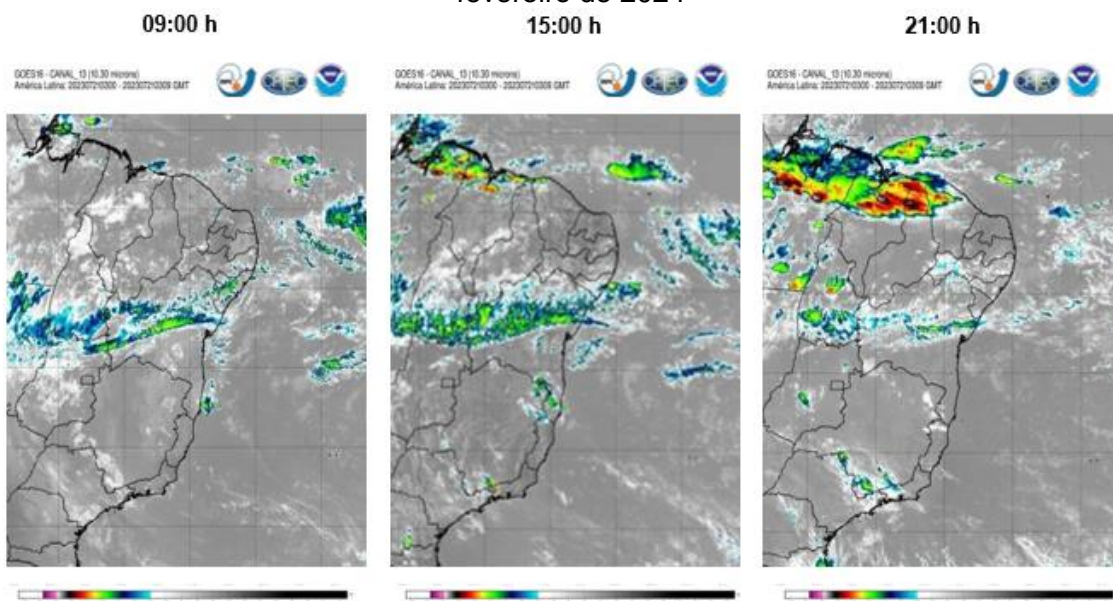 fevereiro de 2024
09:00 h
15:00 h
21:00 h
GOES16 - CANAL_13 (10.30 microns)
América Latina: 202307210300 - 202307210309 GMT
GOES16 - CANAL_13 (10.30 microns)
América Latina: 202307210300 - 202307210309 GMT
GOES16 - CANAL_13 (10.30 microns)
América Latina: 202307210300 - 202307210309 GMT